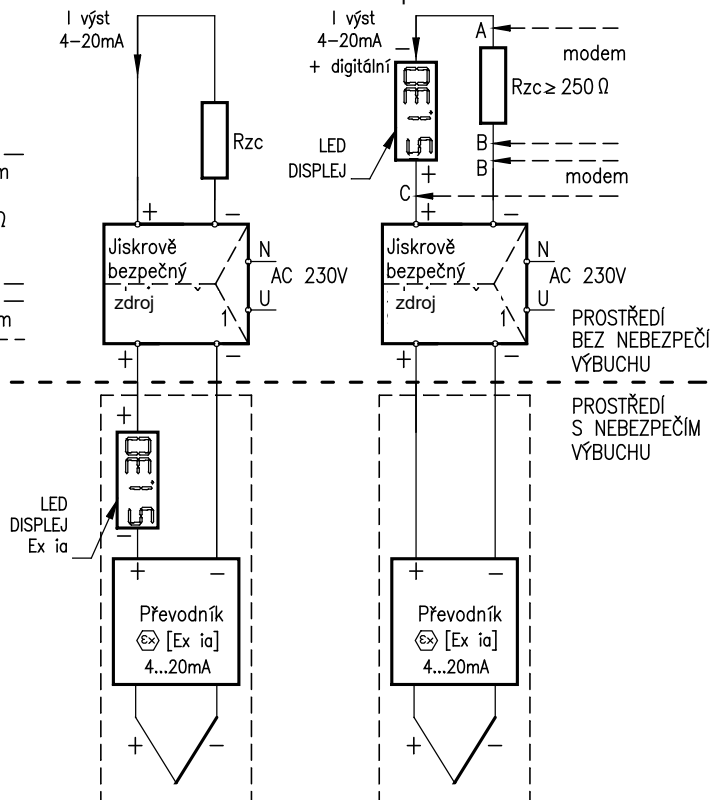 I výst
4-20mA
Rzc
+
−
Jiskrově
bezpečný
zdroj
1
N
U
AC 230V
+
−
+
LED
DISPLEJ
Ex ia
−
+
−
Převodník
Ex [Ex ia]
4...20mA
+
−
I výst
4-20mA
+ digitální
−
A
modem
Rzc ≥ 250 Ω
LED
DISPLEJ
B
B
+
C
modem
+
−
Jiskrově
bezpečný
zdroj
1
N
U
AC 230V
+
−
PROSTŘEDÍ
BEZ NEBEZPEČÍ
VÝBUCHU
PROSTŘEDÍ
S NEBEZPEČÍM
VÝBUCHU
+
−
Převodník
Ex [Ex ia]
4...20mA
+
−